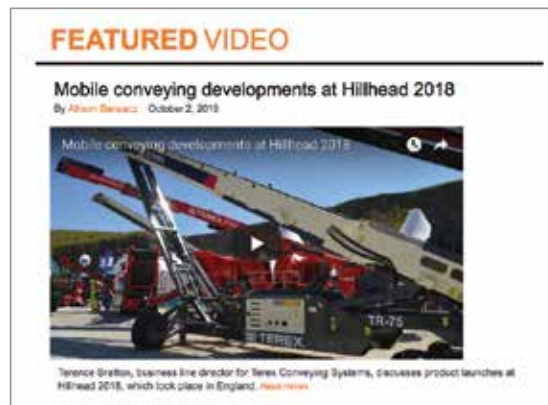 FEATURED VIDEO
Mobile conveying developments at Hillhead 2018
By Allison October 2, 2018
Mobile conveying developments at Hillhead 2018
TEREX
TR-75
TEREX
Terence Bratton, business line director for Terex Conveying Systems, discusses product launches at
Hillhead 2018, which took place in England. Read more»